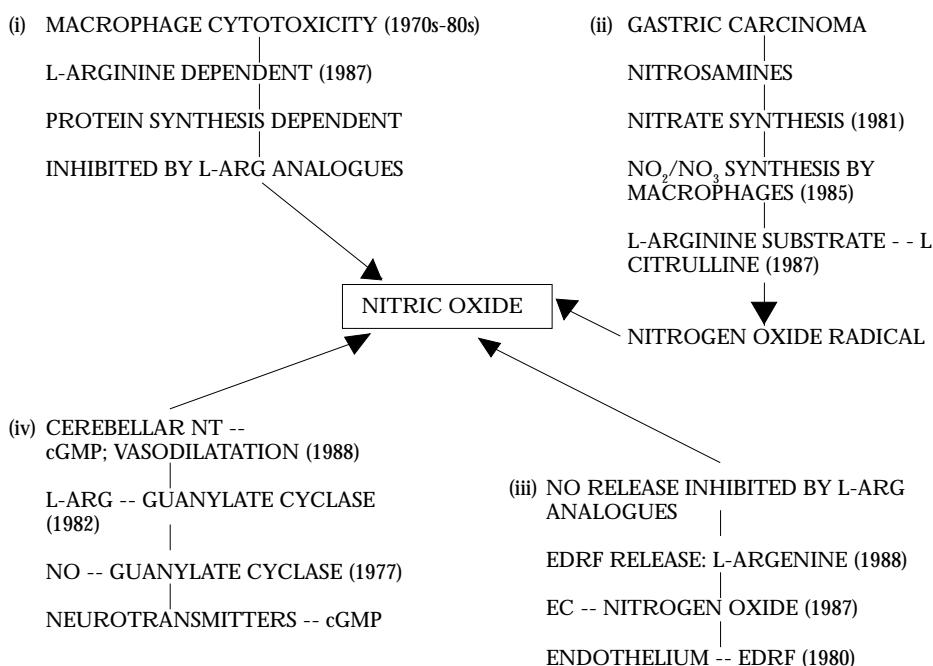 (i) MACROPHAGE CYTOTOXICITY (1970s-80s)
L-ARGININE DEPENDENT (1987)
PROTEIN SYNTHESIS DEPENDENT
INHIBITED BY L-ARG ANALOGUES
(ii) GASTRIC CARCINOMA
NITROSAMINES
NITRATE SYNTHESIS (1981)
NO₂/NO₃ SYNTHESIS BY
MACROPHAGES (1985)
L-ARGININE SUBSTRATE - - L
CITRULLINE (1987)
NITROGEN OXIDE RADICAL
NITRIC OXIDE
(iv) CEREBELLAR NT --
cGMP; VASODILATATION (1988)
L-ARG -- GUANYLATE CYCLASE
(1982)
NO -- GUANYLATE CYCLASE (1977)
NEUROTRANSMITTERS -- cGMP
(iii) NO RELEASE INHIBITED BY L-ARG
ANALOGUES
EDRF RELEASE: L-ARGENINE (1988)
EC -- NITROGEN OXIDE (1987)
ENDOTHELIUM -- EDRF (1980)